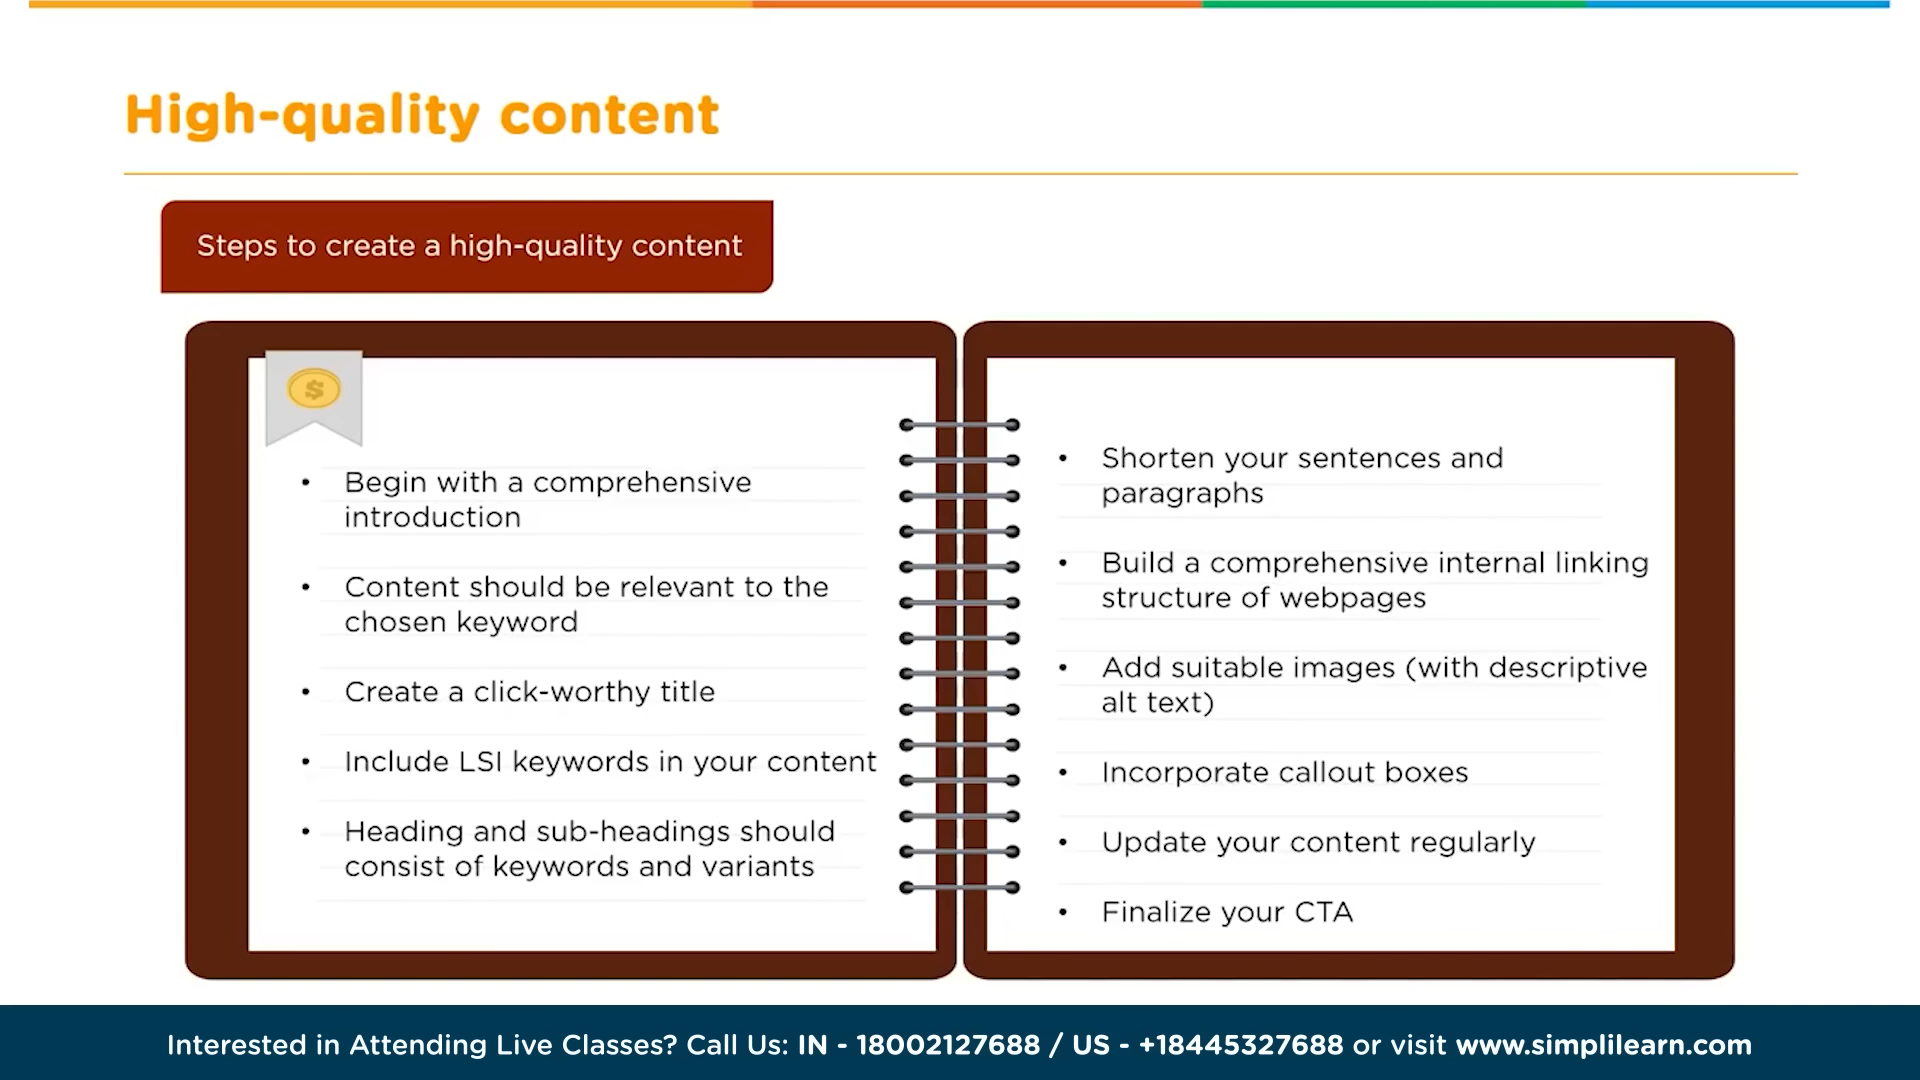 High-quality content
Steps to create a high-quality content
$
• Begin with a comprehensive
introduction
• Content should be relevant to the
chosen keyword
• Create a click-worthy title
• Include LSI keywords in your content
• Heading and sub-headings should
consist of keywords and variants
• Shorten your sentences and
paragraphs
• Build a comprehensive internal linking
structure of webpages
• Add suitable images (with descriptive
alt text)
• Incorporate callout boxes
• Update your content regularly
• Finalize your CTA
Interested in Attending Live Classes? Call Us: IN - 18002127688 / US - +18445327688 or visit www.simplilearn.com